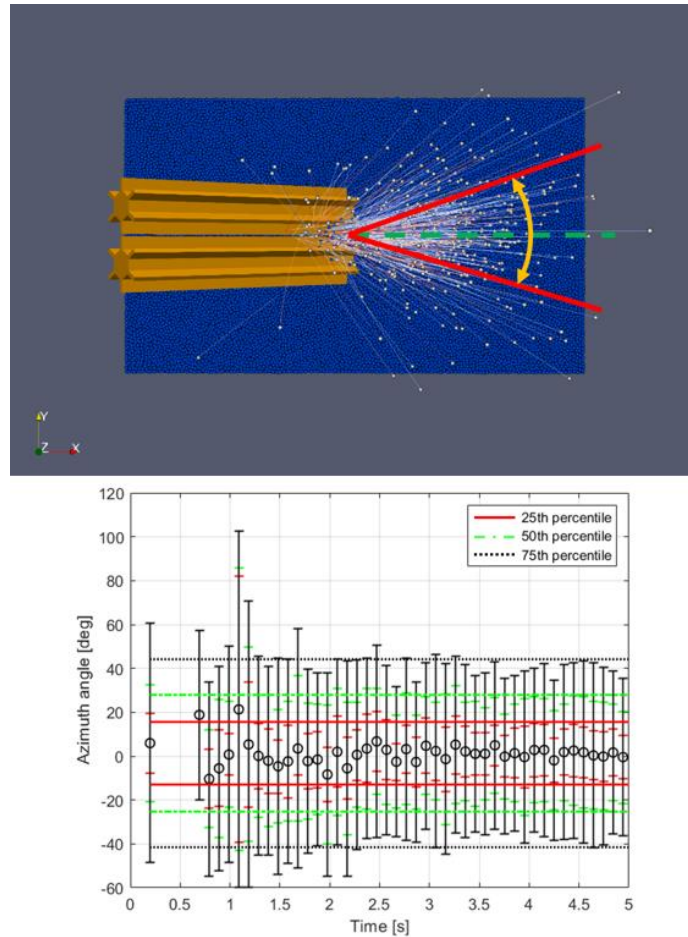 Y
Z
X
120
100
80
60
40
20
0
-20
-40
-60
Azimuth angle [deg]
25th percentile
50th percentile
75th percentile
0 0.5 1 1.5 2 2.5 3 3.5 4 4.5 5
Time [s]